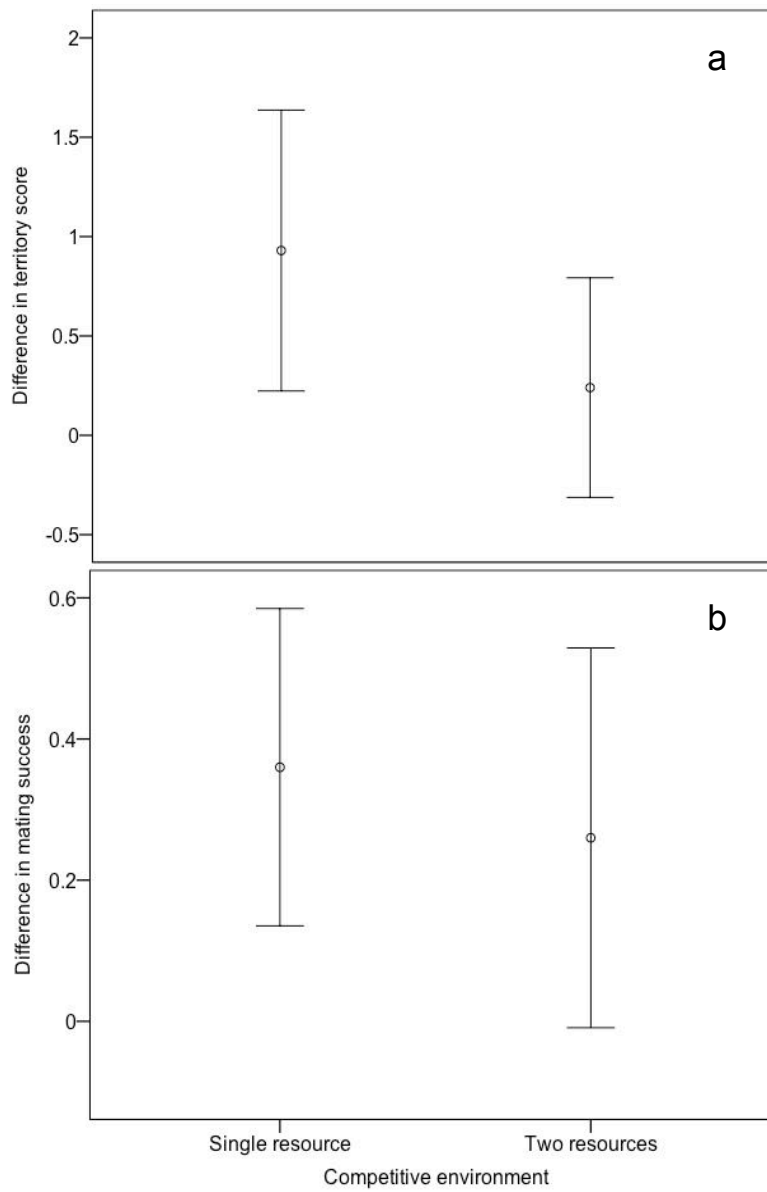 a
2
1.5
1
0.5
0
-0.5
Difference in territory score
b
0.6
0.4
0.2
0
Difference in mating success
Single resource
Two resources
Competitive environment